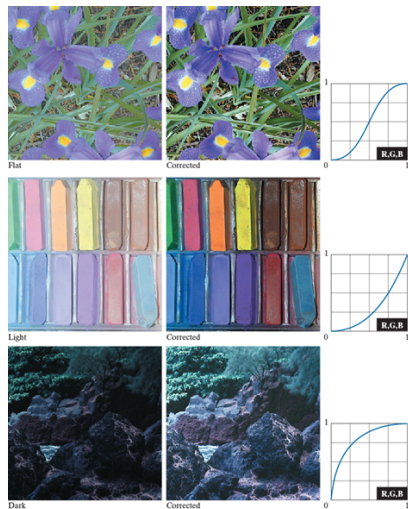 1
R,G,B
Flat
Corrected
0
1
1
R,G,B
Light
Corrected
0
1
1
R,G,B
Dark
Corrected
0
1